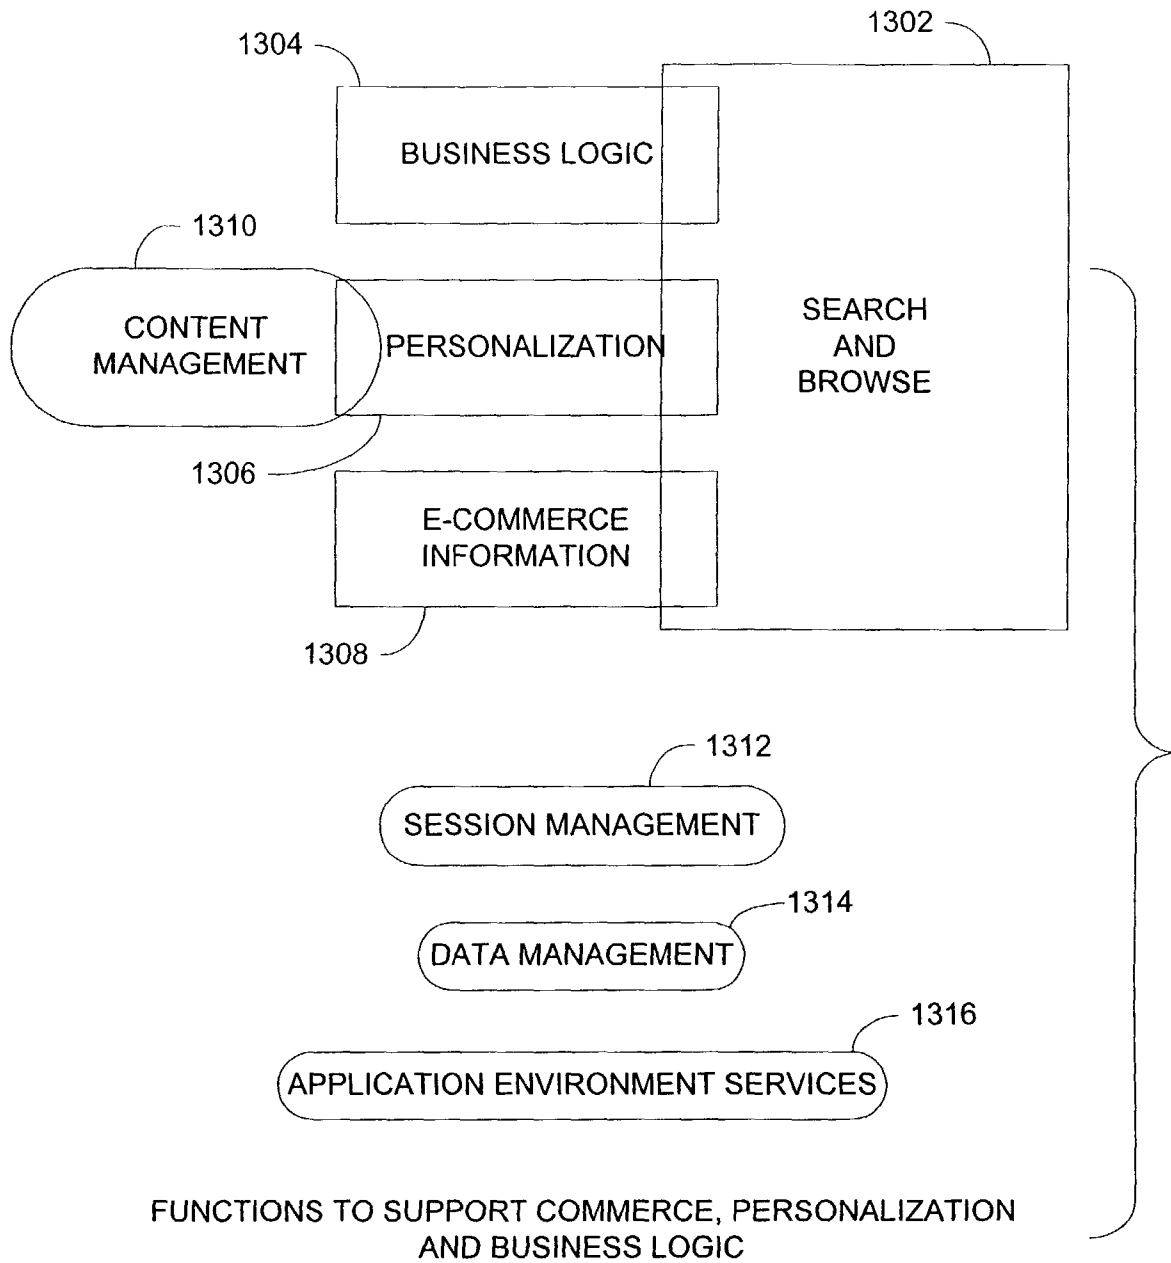 1304
1302
BUSINESS LOGIC
1310
CONTENT
MANAGEMENT
PERSONALIZATION
SEARCH
AND
BROWSE
1306
E-COMMERCE
INFORMATION
1308
1312
SESSION MANAGEMENT
1314
DATA MANAGEMENT
1316
APPLICATION ENVIRONMENT SERVICES
FUNCTIONS TO SUPPORT COMMERCE, PERSONALIZATION
AND BUSINESS LOGIC